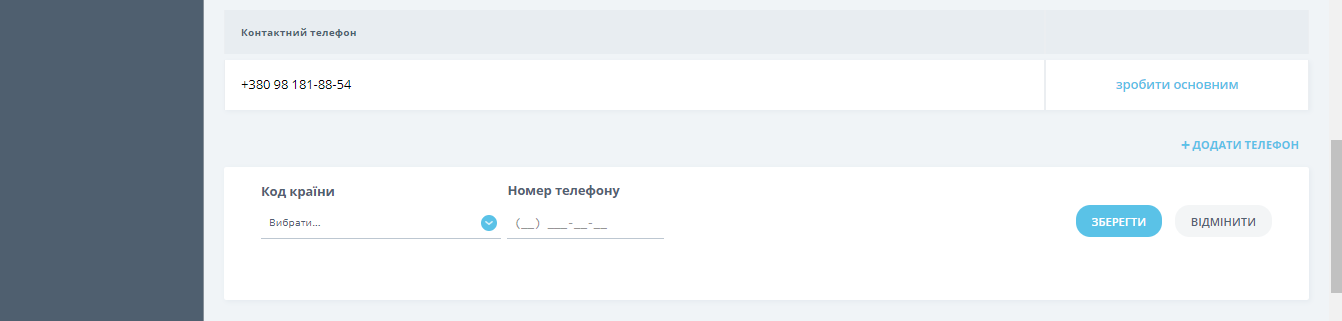 Контактний телефон
+380 98 181-88-54
зробити основним
+ ДОДАТИ ТЕЛЕФОН
Код країни
Номер телефону
Вибрати...
(__) ___-__-__
ЗБЕРЕГТИ
ВІДМІНИТИ